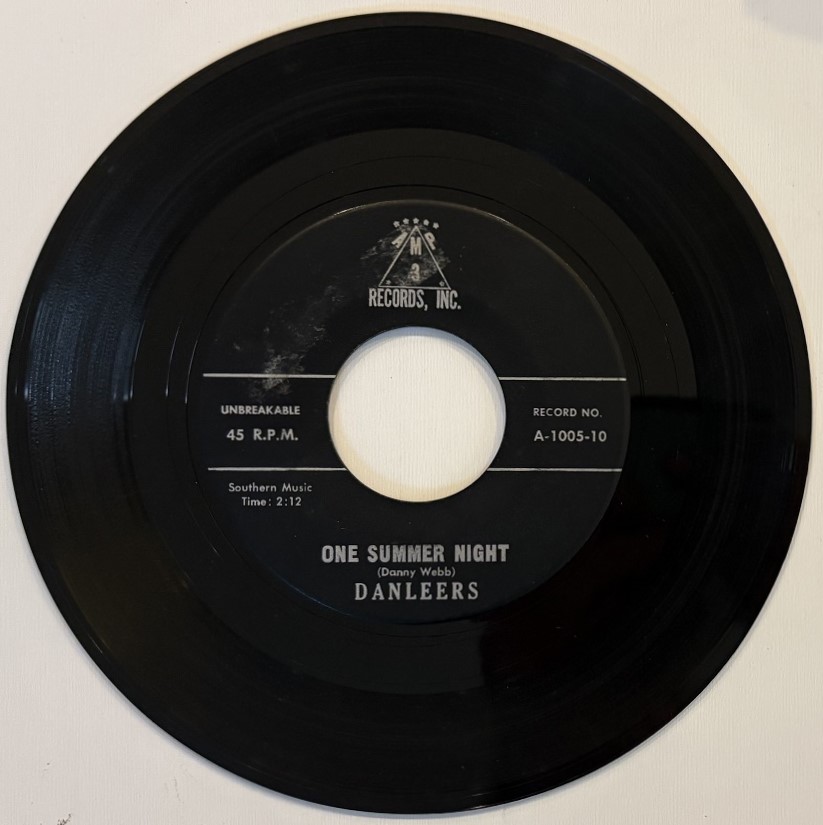 AMP
3
RECORDS, INC.
UNBREAKABLE
45 R.P.M.
RECORD NO.
A-1005-10
Southern Music
Time: 2:12
ONE SUMMER NIGHT
(Danny Webb)
DANLEERS